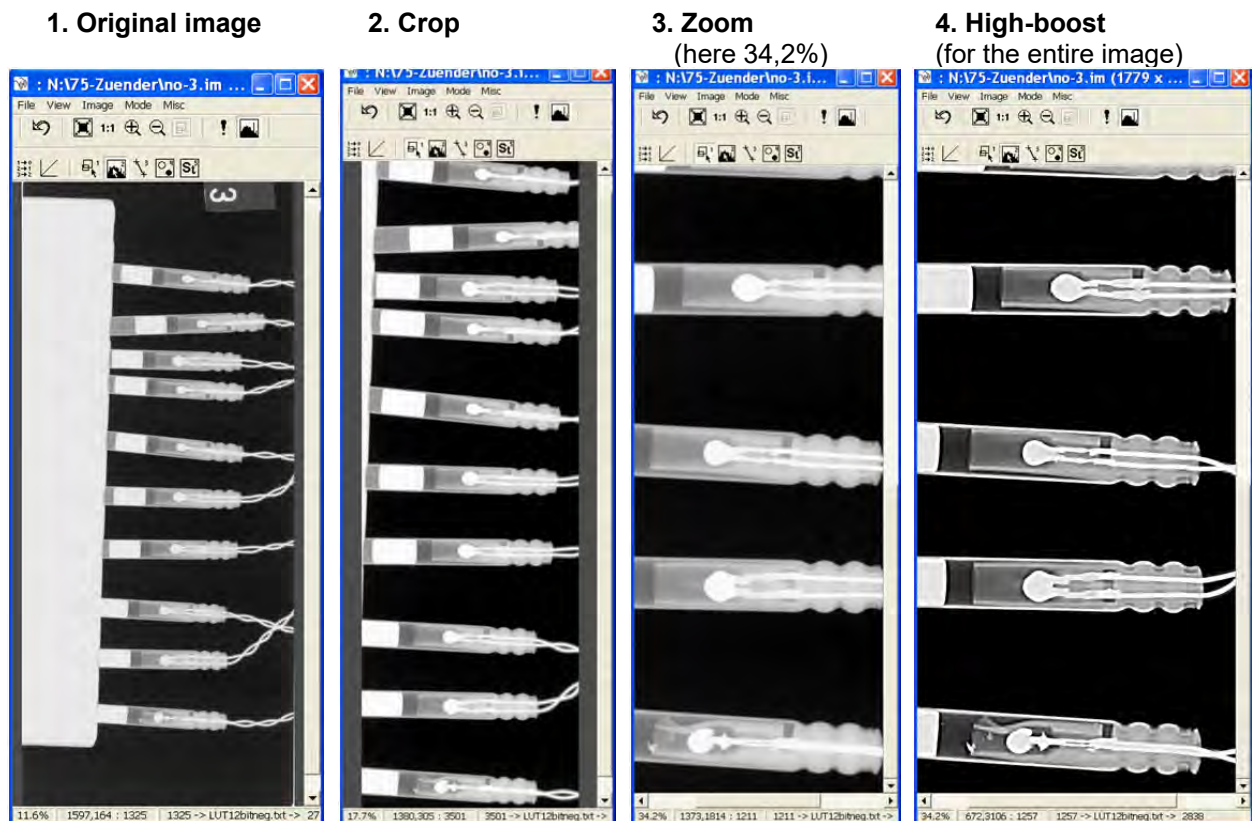 1. Original image
2. Crop
3. Zoom
(here 34,2%)
4. High-boost
(for the entire image)
: N:\75-Zuender\no-3.im ...
File View Image Mode Misc
1:1
!
St
3
11.6% 1597,164 : 1325 1325 -> LUT12bitneg.txt -> 27
: N:\75-Zuender\no-3.i...
File View Image Mode Misc
1:1
!
St
17.7% 1380,305 : 3501 3501 -> LUT12bitneg.txt ->
: N:\75-Zuender\no-3.i...
File View Image Mode Misc
1:1
!
St
34.2% 1373,1814 : 1211 1211 -> LUT12bitneg.txt ->
: N:\75-Zuender\no-3.im (1779 x ...
File View Image Mode Misc
1:1
!
St
34.2% 672,3106 : 1257 1257 -> LUT12bitneg.txt -> 2838